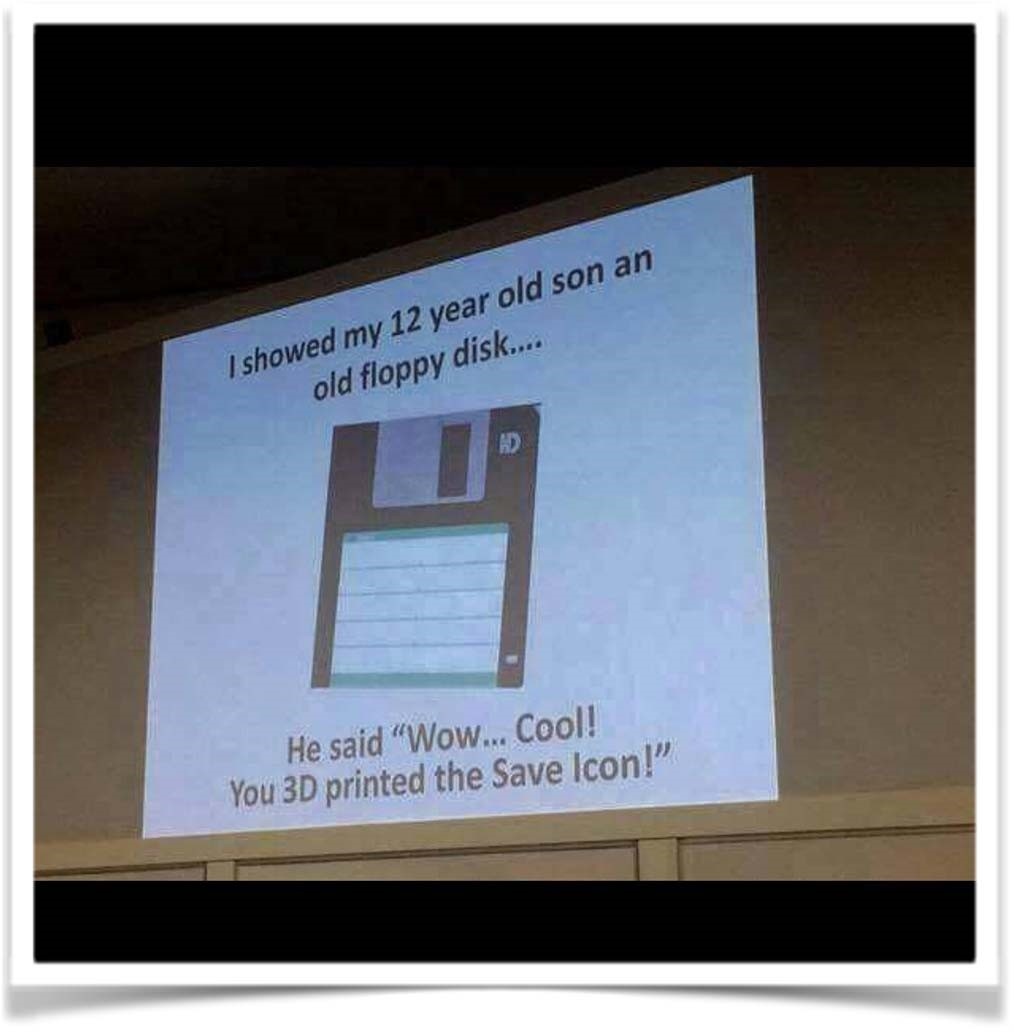 I showed my 12 year old son an
old floppy disk....
HD
He said “Wow... Cool!
You 3D printed the Save Icon!”